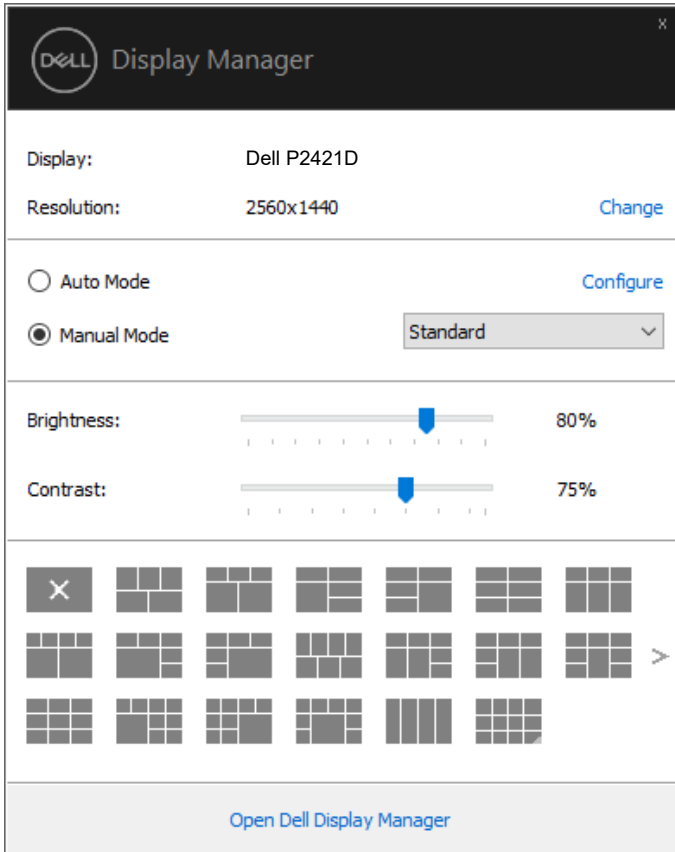 x
DELL Display Manager
Display: Dell P2421D
Resolution: 2560x1440 Change
Auto Mode Configure
Manual Mode Standard
Brightness: 80%
Contrast: 75%
Open Dell Display Manager